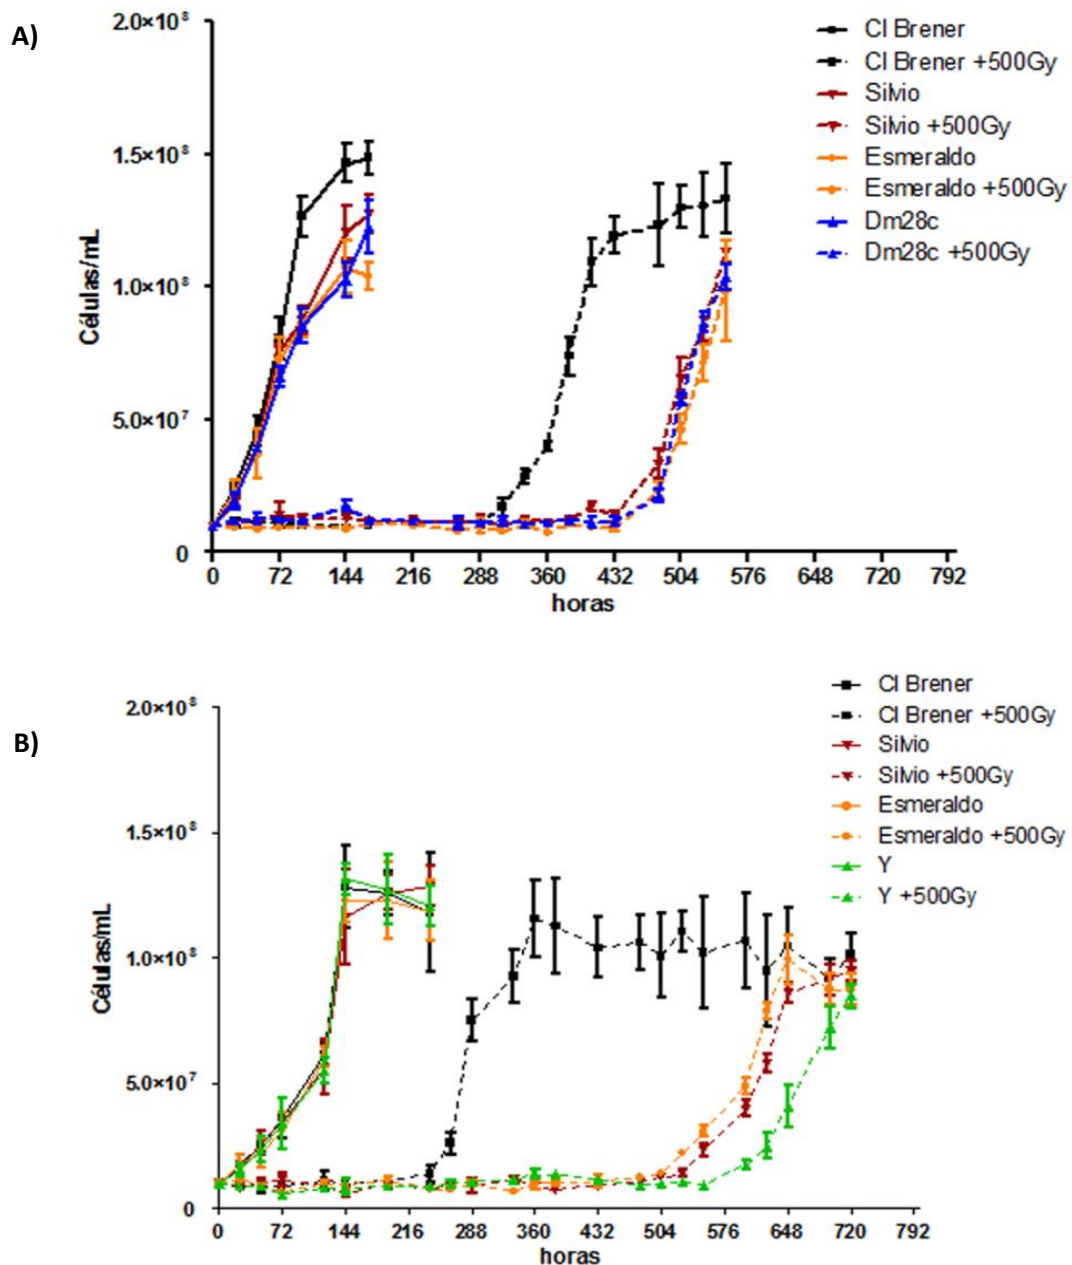 A)
2.0×10⁸
1.5×10⁸
1.0×10⁸
5.0×10⁷
0
Células/mL
0 72 144 216 288 360 432 504 576 648 720 792
horas
Cl Brener
Cl Brener +500Gy
Silvio
Silvio +500Gy
Esmeraldo
Esmeraldo +500Gy
Dm28c
Dm28c +500Gy
B)
2.0×10⁸
1.5×10⁸
1.0×10⁸
5.0×10⁷
0
Células/mL
0 72 144 216 288 360 432 504 576 648 720 792
horas
Cl Brener
Cl Brener +500Gy
Silvio
Silvio +500Gy
Esmeraldo
Esmeraldo +500Gy
Y
Y +500Gy